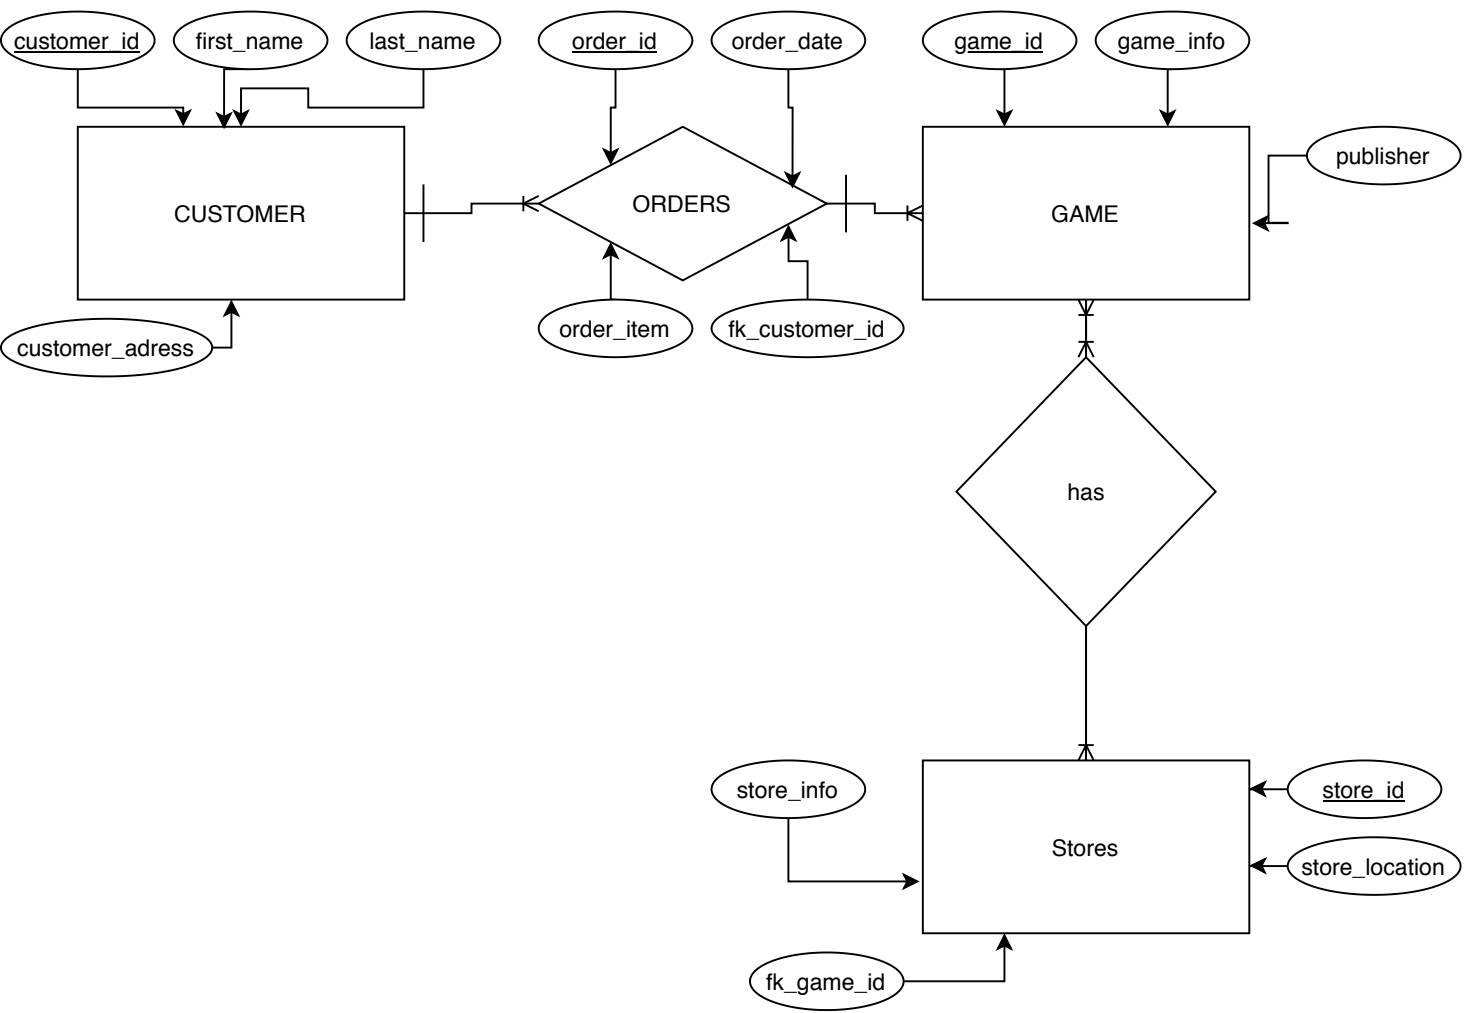 customer_id
first_name
last_name
order_id
order_date
game_id
game_info
publisher
CUSTOMER
ORDERS
GAME
customer_adress
order_item
fk_customer_id
has
store_info
store_id
Stores
store_location
fk_game_id